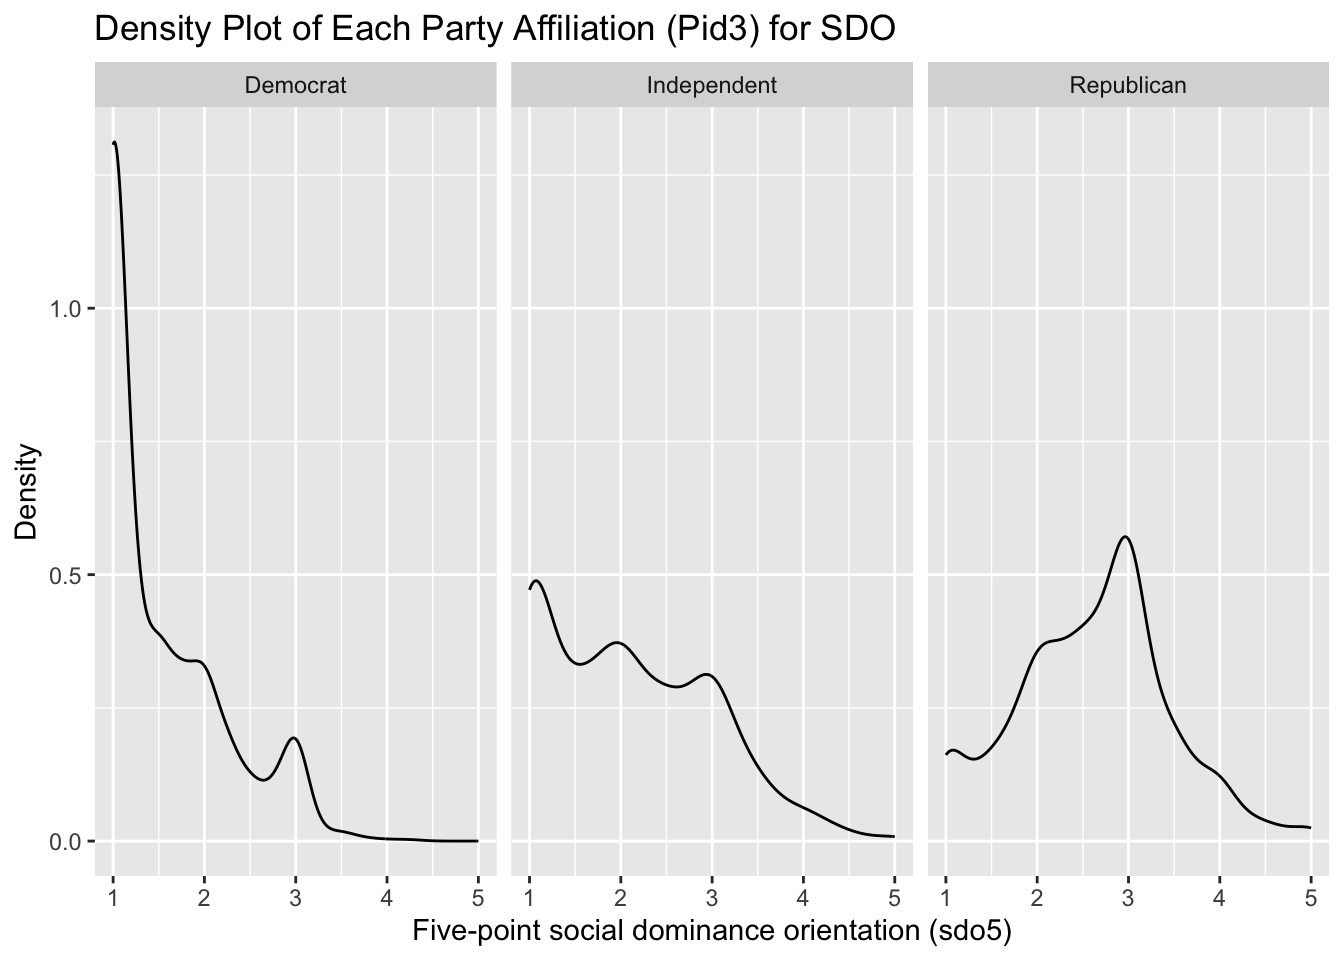 Density Plot of Each Party Affiliation (Pid3) for SDO
Democrat
Independent
Republican
Density
1.0
0.5
0.0
1 2 3 4 5
1 2 3 4 5
1 2 3 4 5
Five-point social dominance orientation (sdo5)